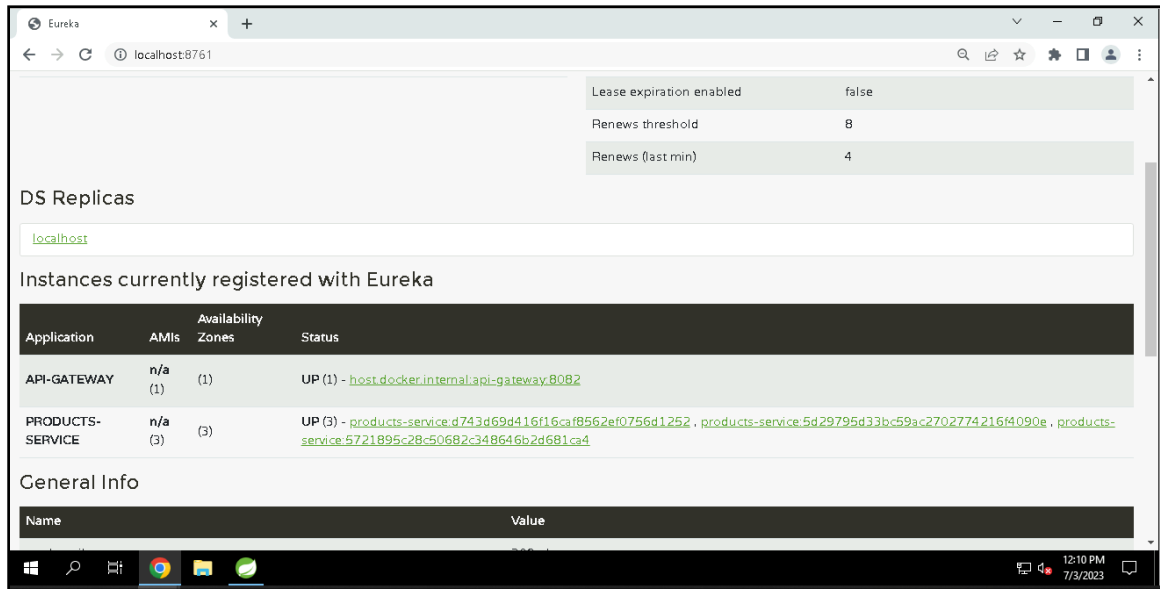 Eureka
localhost:8761
Lease expiration enabled false
Renews threshold 8
Renews (last min) 4
DS Replicas
localhost
Instances currently registered with Eureka
Application AMIs Availability Zones Status
API-GATEWAY n/a (1) (1) UP (1) - host.docker.internal:api-gateway:8082
PRODUCTS-SERVICE n/a (3) (3) UP (3) - products-service:d743d69d416f16caf8562ef0756d1252 , products-service:5d29795d33bc59ac2702774216f4090e , products-
service:5721895c28c50682c348646b2d681ca4
General Info
Name Value
12:10 PM
7/3/2023